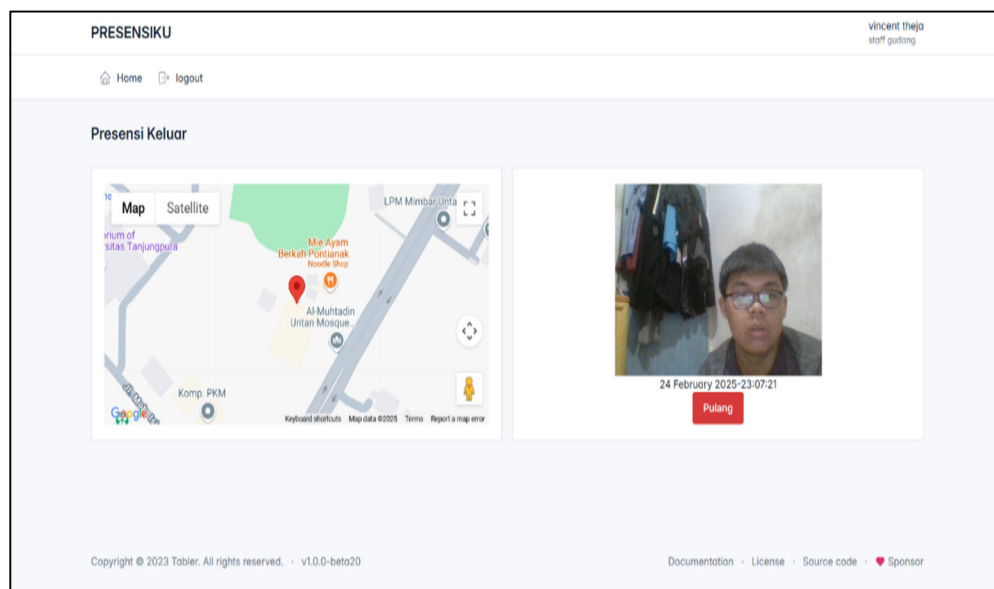 PRESENSIKU
vincent theja
staff gudang
Home
logout
Presensi Keluar
Map
Satellite
LPM Mimbar Unta
sitas Tanjungpura
Mie Ayam
Berkah Pontianak
Noodle Shop
Al-Muhtadin
Untan Mosque...
Komp. PKM
Google
Keyboard shortcuts
Map data ©2025
Terms
Report a map error
24 February 2025-23:07:21
Pulang
Copyright © 2023 Tabler. All rights reserved. · v1.0.0-beta20
Documentation · License · Source code · Sponsor